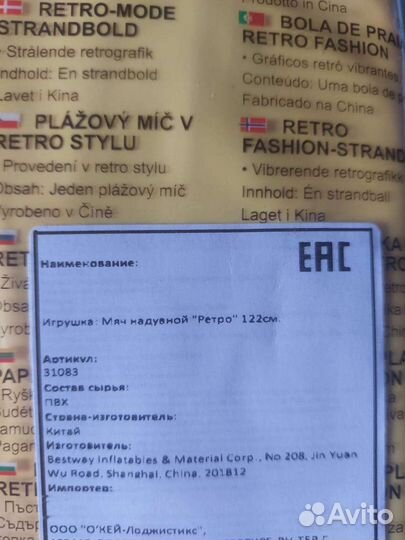 Prodotto in Cina
RETRO-MODE
STRANDBOLD
• Strålende retrografik
Indhold: En strandbold
Lavet i Kina
BOLA DE
RETRO FASHION
• Gráficos retrô vibrantes
Conteúdo: Uma bola de
Fabricado na China
PLÁŽOVÝ MÍČ V
RETRO STYLU
Provedení v retro stylu
Obsah: Jeden plážový míč
Vyrobeno v Číně
RETRO
FASHION-STRAND
• Vibrerende retrografikk
Innhold: Én strandball
Laget i Kina
EAC
Наименование:
Игрушка: Мяч надувной "Ретро" 122см.
Артикул:
31083
Состав сырья:
ПВХ
Страна-изготовитель:
Китай
Изготовитель:
Bestway Inflatables & Material Corp., No 208, Jin Yuan
Wu Road, Shanghai, China, 201812
Импортер:
ООО "О'КЕЙ-Лоджистикс",
Avito